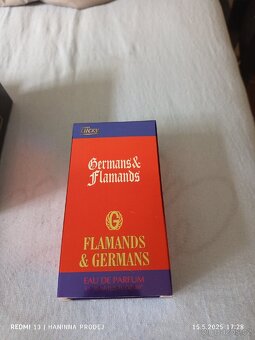 Germans &
Flamands
G
FLAMANDS
& GERMANS
EAU DE PARFUM
REDMI 13 | HANINNA PRODEJ
15.5.2025 17:28